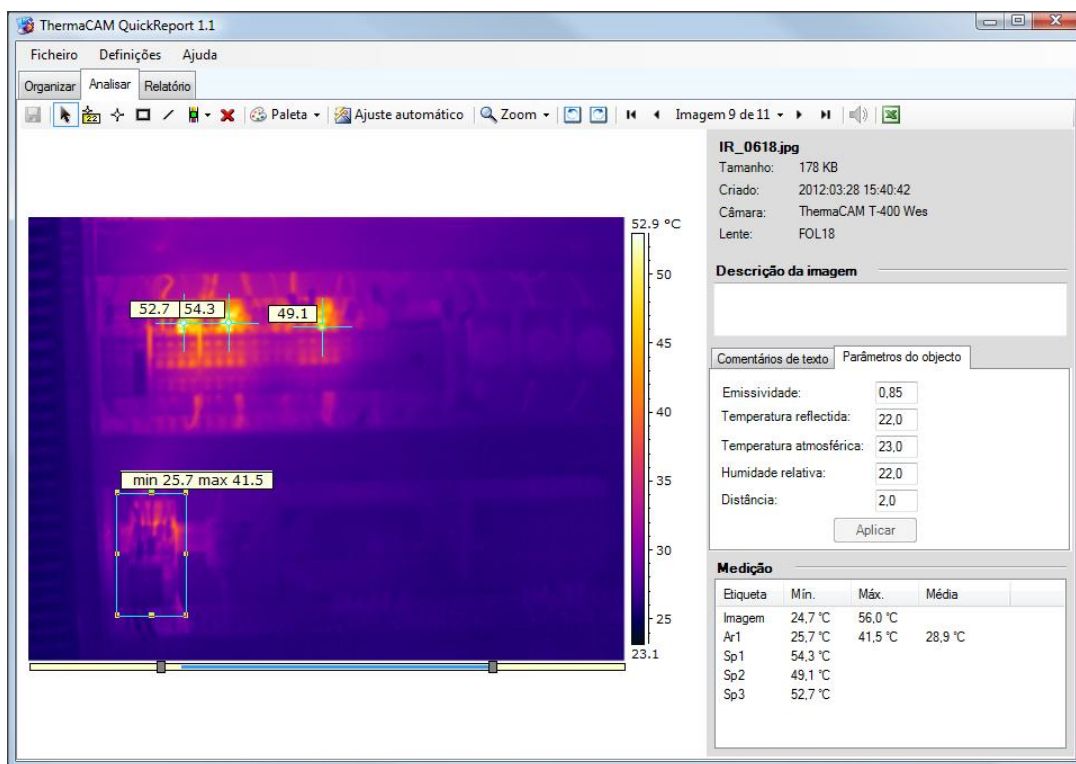 ThermaCAM QuickReport 1.1
Ficheiro Definições Ajuda
Organizar Analisar Relatório
22 Paleta Ajuste automático Zoom Imagem 9 de 11
IR_0618.jpg
Tamanho: 178 KB
Criado: 2012:03:28 15:40:42
Câmara: ThermaCAM T-400 Wes
Lente: FOL18
Descrição da imagem
52.9 °C
50
45
40
35
30
25
23.1
52.7 54.3 49.1
min 25.7 max 41.5
Comentários de texto Parâmetros do objecto
Emissividade: 0,85
Temperatura reflectida: 22,0
Temperatura atmosférica: 23,0
Humidade relativa: 22,0
Distância: 2,0
Aplicar
Medição
Etiqueta Mín. Máx. Média
Imagem 24,7 °C 56,0 °C
Ar1 25,7 °C 41,5 °C 28,9 °C
Sp1 54,3 °C
Sp2 49,1 °C
Sp3 52,7 °C